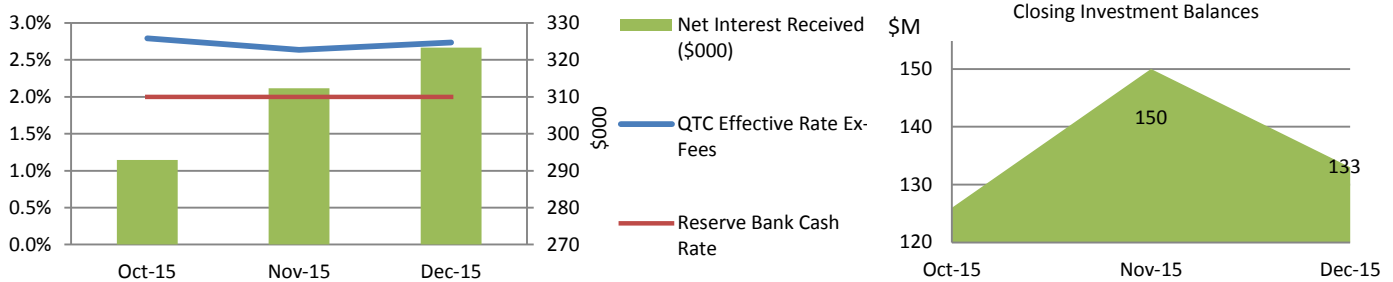 3.0%
2.5%
2.0%
1.5%
1.0%
0.5%
0.0%
330
320
310
300
290
280
270
$000
Oct-15
Nov-15
Dec-15
Net Interest Received
($000)
QTC Effective Rate Ex-
Fees
Reserve Bank Cash
Rate
Closing Investment Balances
$M
150
140
130
120
150
133
Oct-15
Nov-15
Dec-15